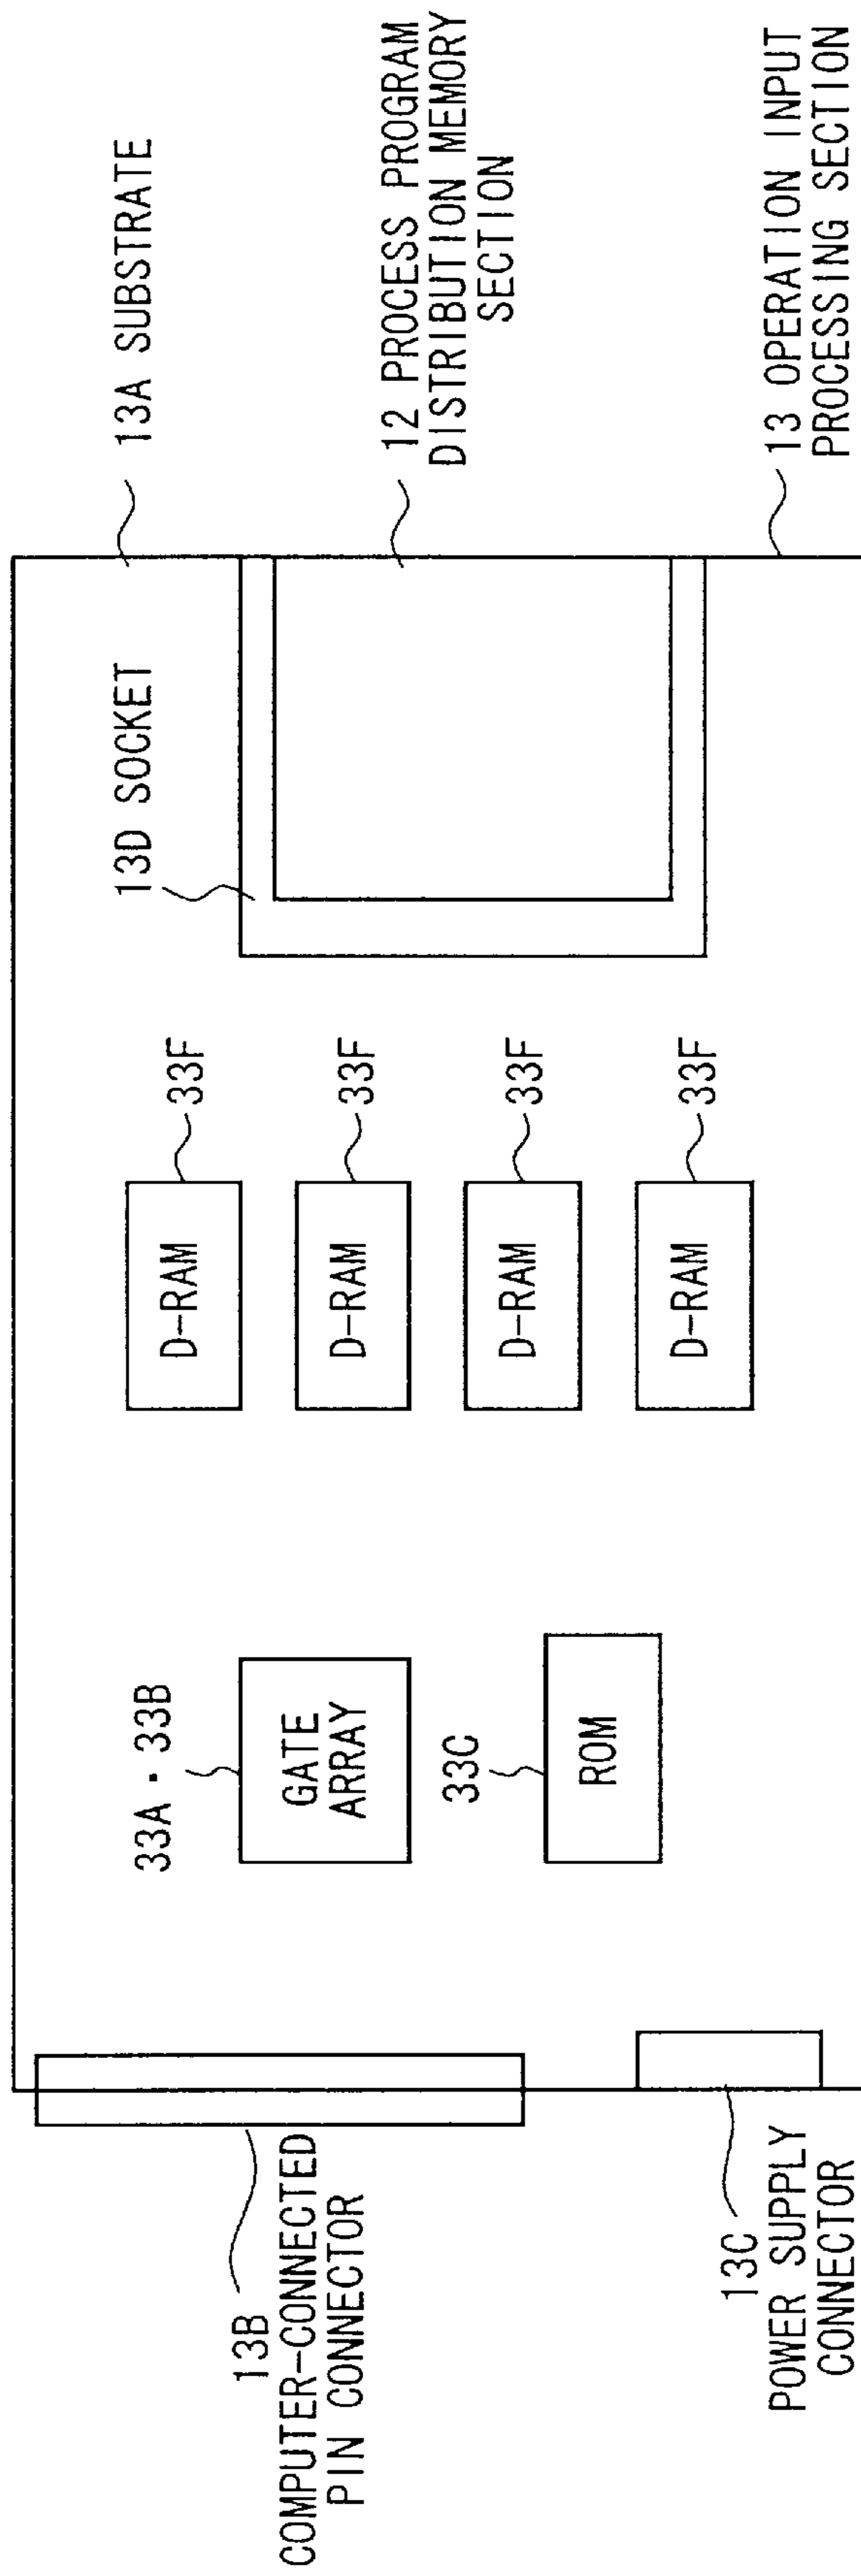 13A SUBSTRATE
13D SOCKET
12 PROCESS PROGRAM
DISTRIBUTION MEMORY
SECTION
13 OPERATION INPUT
PROCESSING SECTION
D-RAM
33F
D-RAM
33F
D-RAM
33F
D-RAM
33F
33A · 33B
GATE
ARRAY
33C
ROM
13B
COMPUTER-CONNECTED
PIN CONNECTOR
13C
POWER SUPPLY
CONNECTOR